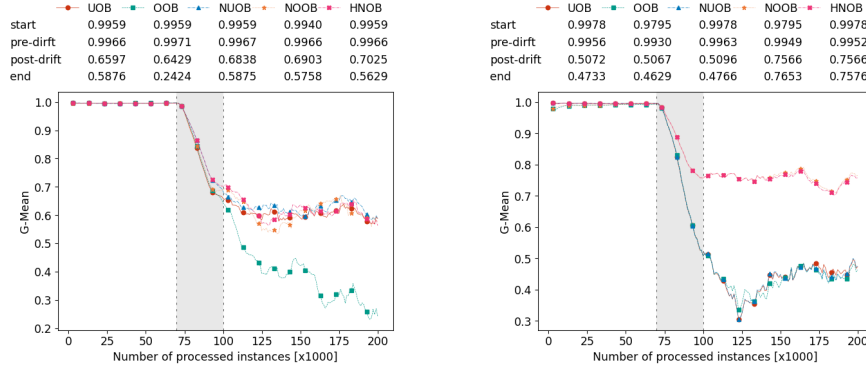 UOB OOB NUOB NOOB HNOB
start 0.9959 0.9959 0.9959 0.9940 0.9959
pre-dirft 0.9966 0.9971 0.9967 0.9966 0.9966
post-drift 0.6597 0.6429 0.6838 0.6903 0.7025
end 0.5876 0.2424 0.5875 0.5758 0.5629
1.0
0.9
0.8
0.7
0.6
0.5
0.4
0.3
0.2
G-Mean
0 25 50 75 100 125 150 175 200
Number of processed instances [x1000]
UOB OOB NUOB NOOB HNOB
start 0.9978 0.9795 0.9978 0.9795 0.9978
pre-dirft 0.9956 0.9930 0.9963 0.9949 0.9952
post-drift 0.5072 0.5067 0.5096 0.7566 0.7566
end 0.4733 0.4629 0.4766 0.7653 0.7576
1.0
0.9
0.8
0.7
0.6
0.5
0.4
0.3
G-Mean
0 25 50 75 100 125 150 175 200
Number of processed instances [x1000]